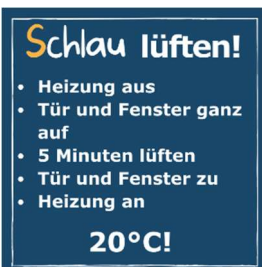 Schlau lüften!
• Heizung aus
• Tür und Fenster ganz
auf
• 5 Minuten lüften
• Tür und Fenster zu
• Heizung an
20°C!